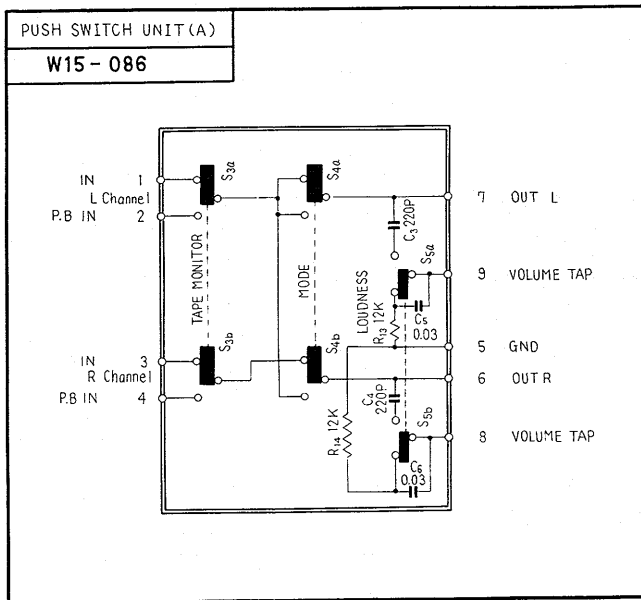 PUSH SWITCH UNIT(A)
W15-086
IN 1
L Channel
P.B IN 2
IN 3
R Channel
P.B IN 4
TAPE MONITOR
S3a
S3b
MODE
S4a
S4b
LOUDNESS
C3 220P
S5a
C5
0.03
R13 12K
R14 12K
C4
220P
S5b
C6
0.03
7 OUT L
9 VOLUME TAP
5 GND
6 OUT R
8 VOLUME TAP